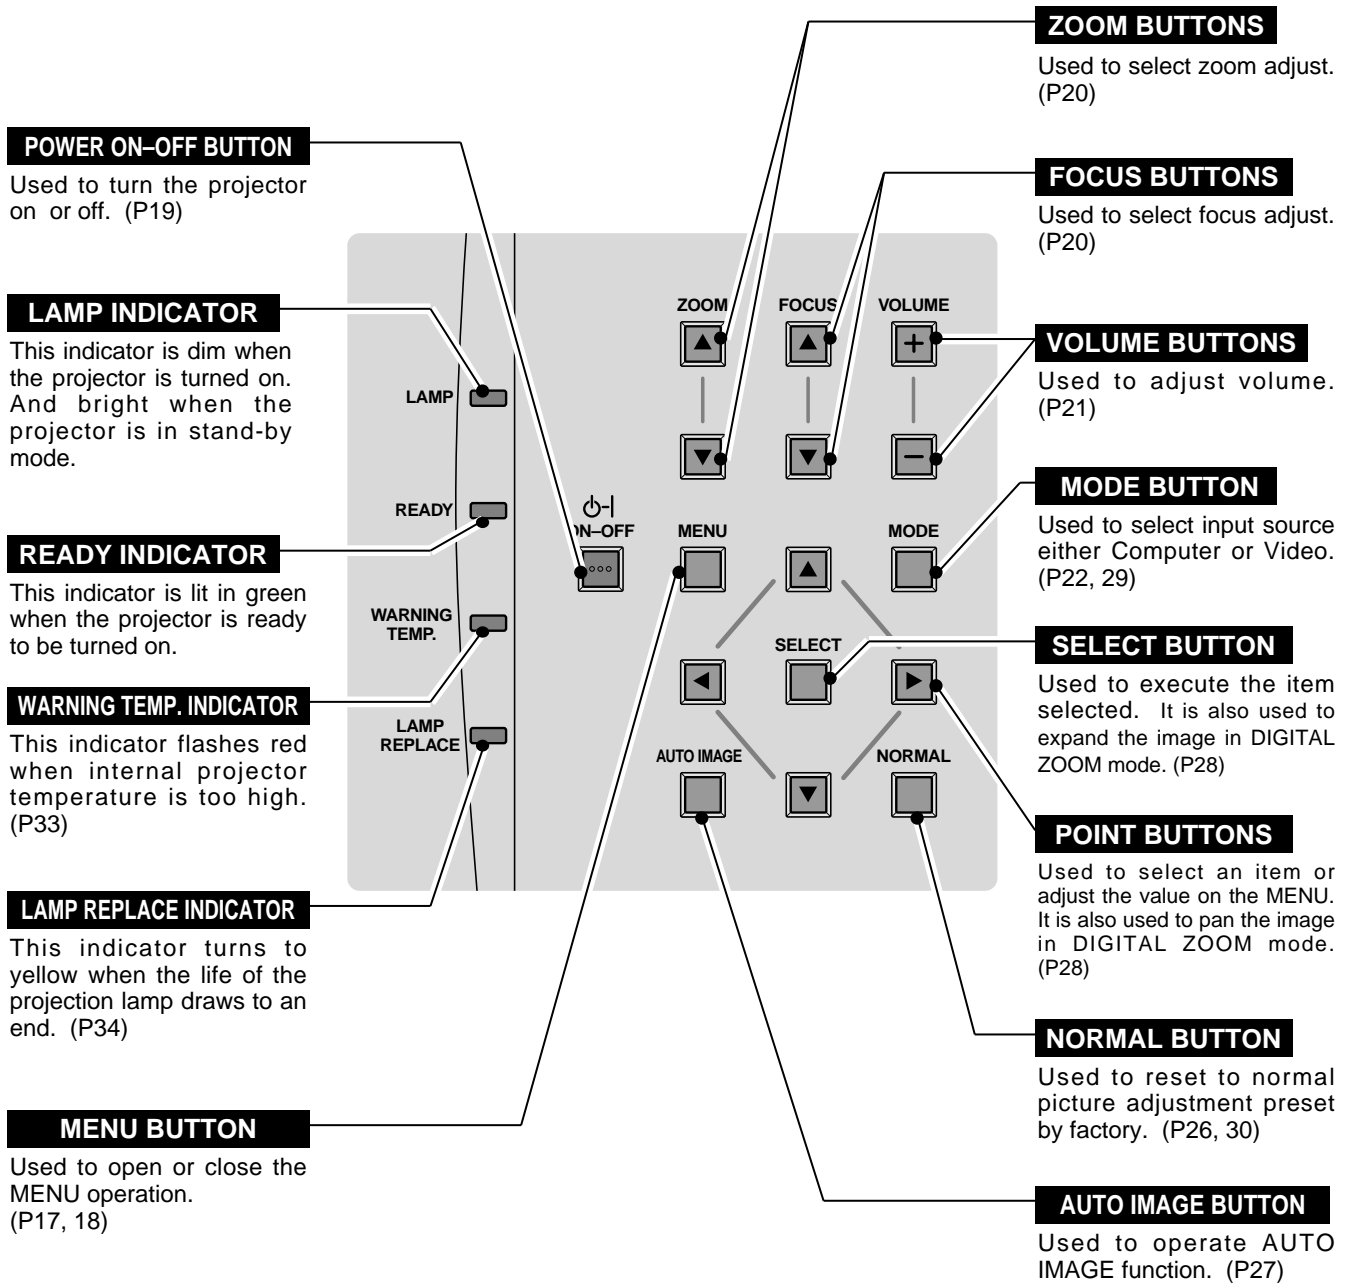 POWER ON–OFF BUTTON
Used to turn the projector
on or off. (P19)
LAMP INDICATOR
This indicator is dim when
the projector is turned on.
And bright when the
projector is in stand-by
mode.
READY INDICATOR
This indicator is lit in green
when the projector is ready
to be turned on.
WARNING TEMP. INDICATOR
This indicator flashes red
when internal projector
temperature is too high.
(P33)
LAMP REPLACE INDICATOR
This indicator turns to
yellow when the life of the
projection lamp draws to an
end. (P34)
MENU BUTTON
Used to open or close the
MENU operation.
(P17, 18)
ZOOM
FOCUS
VOLUME
LAMP
READY
ON–OFF
MENU
MODE
WARNING
TEMP.
SELECT
LAMP
REPLACE
AUTO IMAGE
NORMAL
ZOOM BUTTONS
Used to select zoom adjust.
(P20)
FOCUS BUTTONS
Used to select focus adjust.
(P20)
VOLUME BUTTONS
Used to adjust volume.
(P21)
MODE BUTTON
Used to select input source
either Computer or Video.
(P22, 29)
SELECT BUTTON
Used to execute the item
selected. It is also used to
expand the image in DIGITAL
ZOOM mode. (P28)
POINT BUTTONS
Used to select an item or
adjust the value on the MENU.
It is also used to pan the image
in DIGITAL ZOOM mode.
(P28)
NORMAL BUTTON
Used to reset to normal
picture adjustment preset
by factory. (P26, 30)
AUTO IMAGE BUTTON
Used to operate AUTO
IMAGE function. (P27)